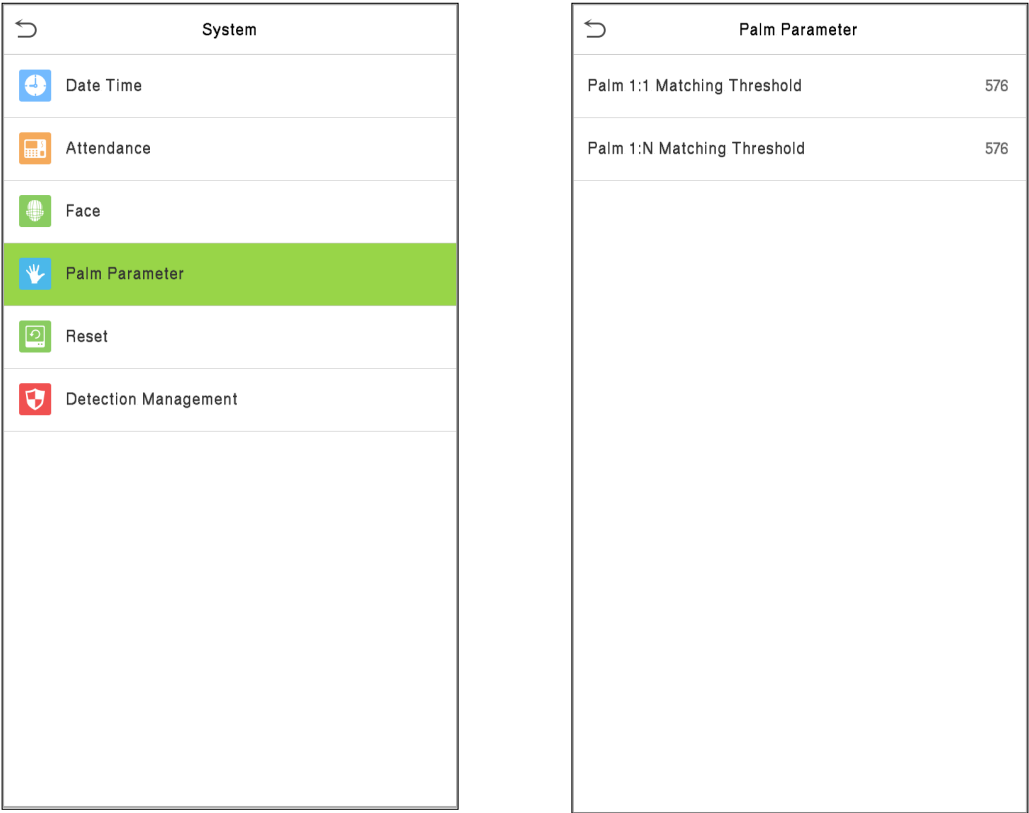 System
Date Time
Attendance
Face
Palm Parameter
Reset
Detection Management
Palm Parameter
Palm 1:1 Matching Threshold 576
Palm 1:N Matching Threshold 576